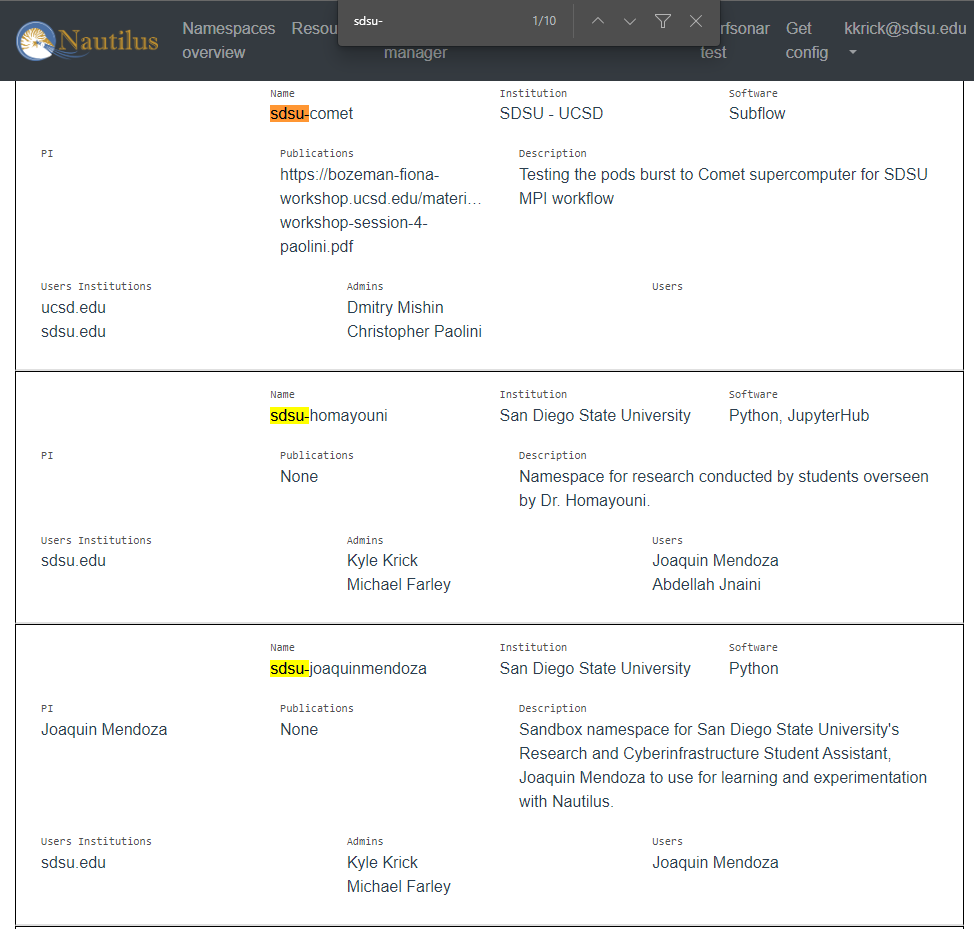 sdsu-
1/10
Nautilus
Namespaces
overview
Resou
manager
rfsonar
test
Get
config
kkrick@sdsu.edu
Name
Institution
Software
sdsu-comet
SDSU - UCSD
Subflow
PI
Publications
Description
https://bozeman-fiona-
Testing the pods burst to Comet supercomputer for SDSU
workshop.ucsd.edu/materi…
MPI workflow
workshop-session-4-
paolini.pdf
Users Institutions
Admins
Users
ucsd.edu
Dmitry Mishin
sdsu.edu
Christopher Paolini
Name
Institution
Software
sdsu-homayouni
San Diego State University
Python, JupyterHub
PI
Publications
Description
None
Namespace for research conducted by students overseen
by Dr. Homayouni.
Users Institutions
Admins
Users
sdsu.edu
Kyle Krick
Joaquin Mendoza
Michael Farley
Abdellah Jnaini
Name
Institution
Software
sdsu-joaquinmendoza
San Diego State University
Python
PI
Publications
Description
Joaquin Mendoza
None
Sandbox namespace for San Diego State University's
Research and Cyberinfrastructure Student Assistant,
Joaquin Mendoza to use for learning and experimentation
with Nautilus.
Users Institutions
Admins
Users
sdsu.edu
Kyle Krick
Joaquin Mendoza
Michael Farley